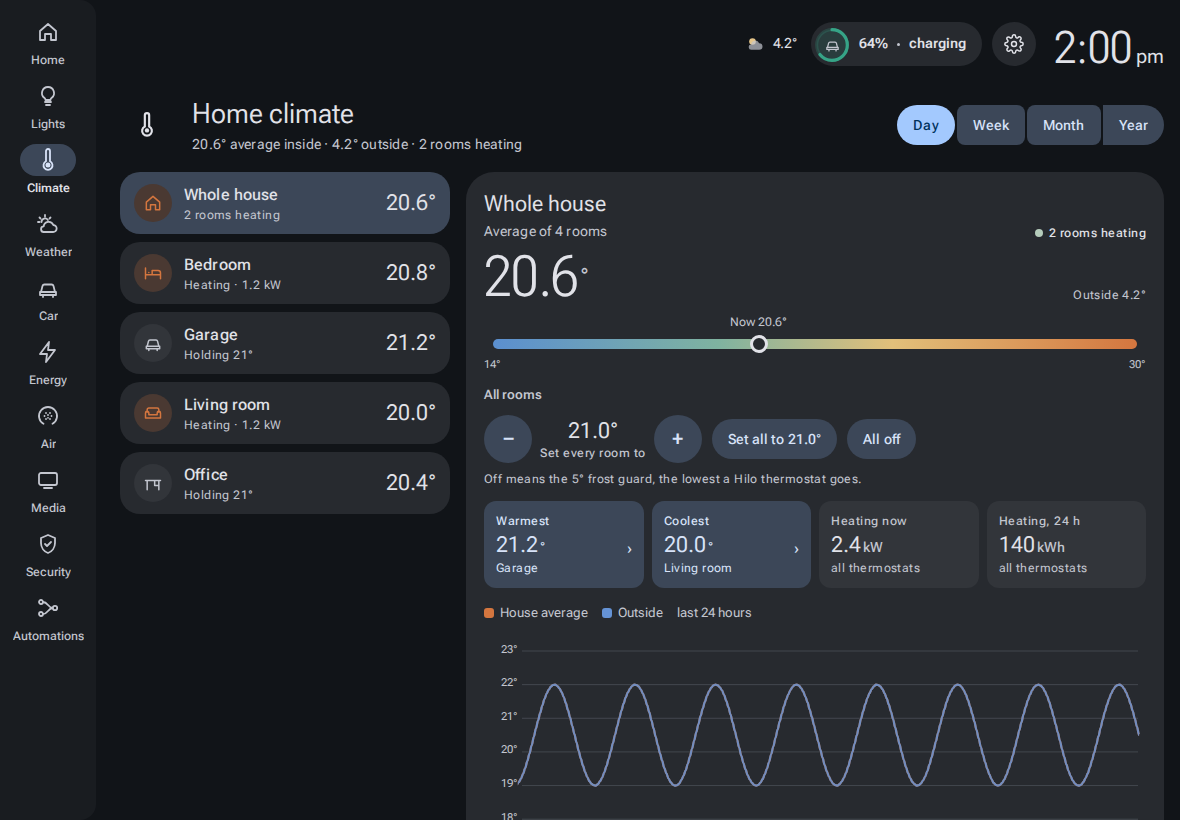 Home
Lights
Climate
Weather
Car
Energy
Air
Media
Security
Automations
4.2°
64% · charging
2:00 pm
Home climate
20.6° average inside · 4.2° outside · 2 rooms heating
Day
Week
Month
Year
Whole house
2 rooms heating
20.6°
Bedroom
Heating · 1.2 kW
20.8°
Garage
Holding 21°
21.2°
Living room
Heating · 1.2 kW
20.0°
Office
Holding 21°
20.4°
Whole house
Average of 4 rooms
2 rooms heating
20.6°
Outside 4.2°
Now 20.6°
14°
30°
All rooms
−
21.0°
Set every room to
+
Set all to 21.0°
All off
Off means the 5° frost guard, the lowest a Hilo thermostat goes.
Warmest
21.2°
Garage
›
Coolest
20.0°
Living room
›
Heating now
2.4 kW
all thermostats
Heating, 24 h
140 kWh
all thermostats
House average
Outside
last 24 hours
23°
22°
21°
20°
19°
18°